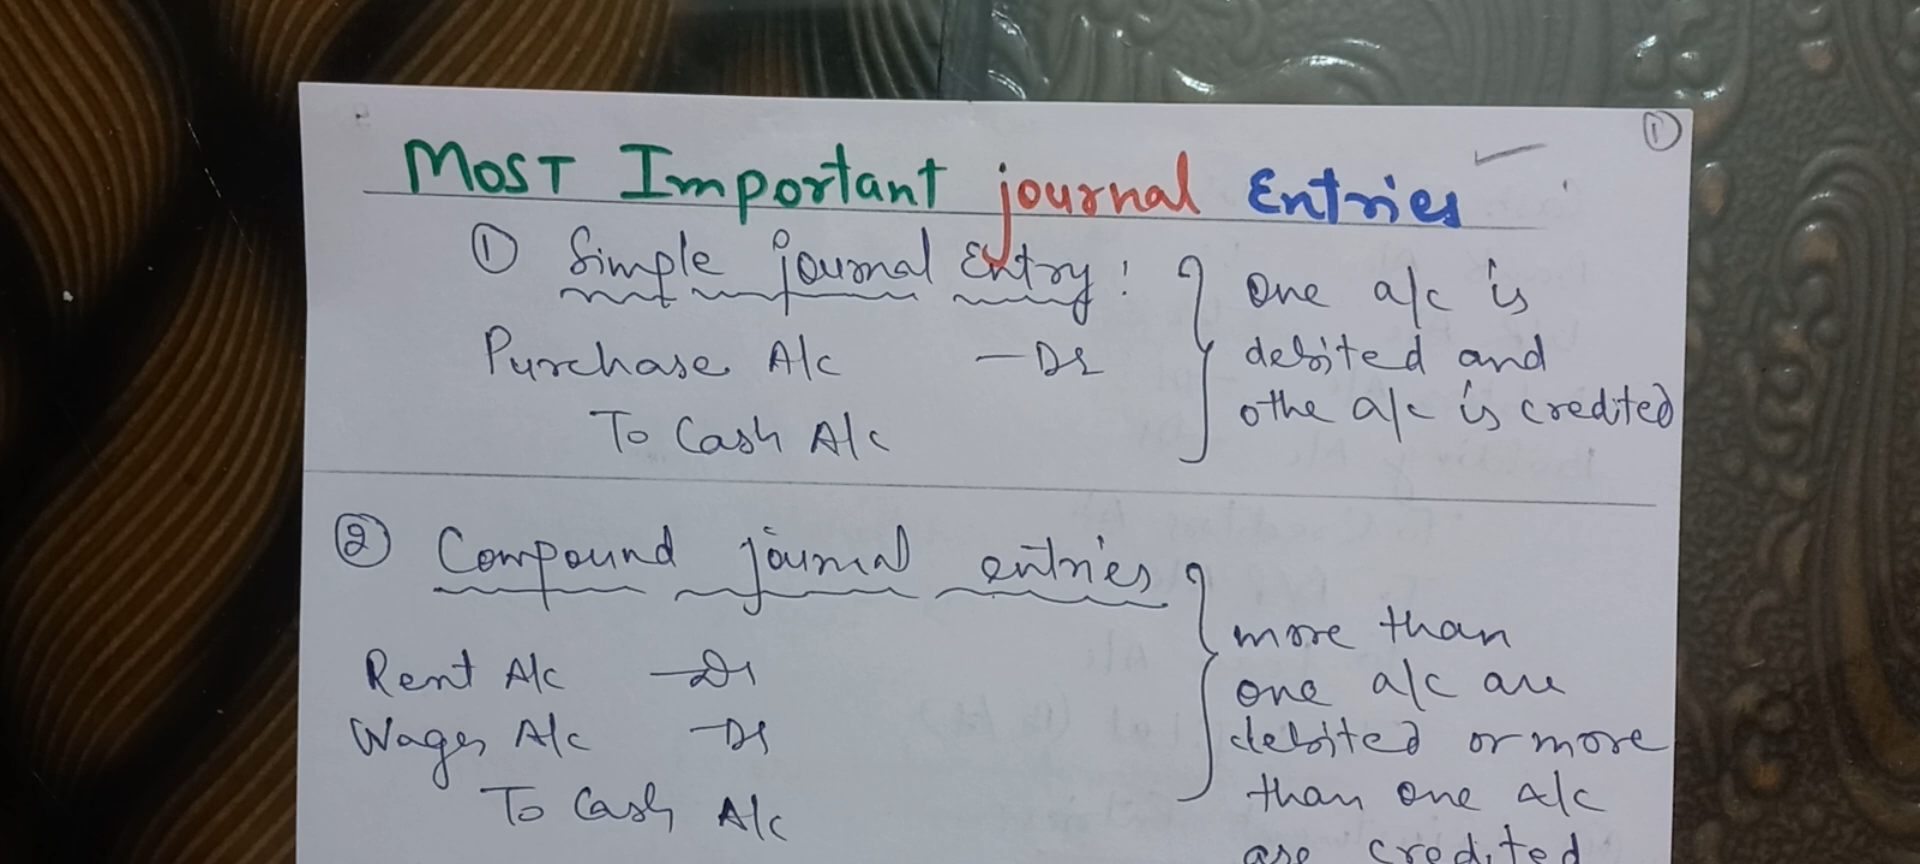 ①
Most Important journal Entries
① Simple journal Entry:
Purchase A/c — Dr
To Cash A/c
One a/c is
debited and
othe a/c is credited
② Compound journal entries
Rent A/c — Dr
Wages A/c — Dr
To Cash A/c
more than
one a/c are
debited or more
than one A/c
are credited